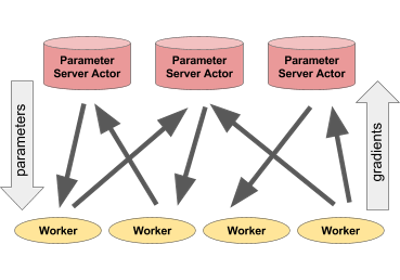 Parameter
Server Actor
Parameter
Server Actor
Parameter
Server Actor
parameters
gradients
Worker
Worker
Worker
Worker